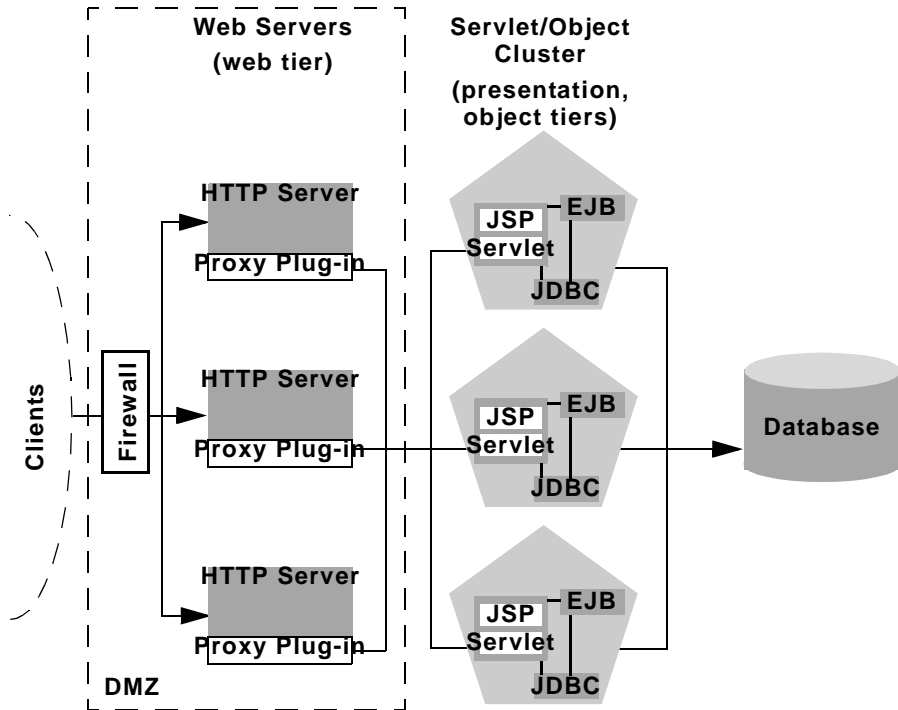 Web Servers
(web tier)
Servlet/Object
Cluster
(presentation,
object tiers)
Clients
Firewall
HTTP Server
Proxy Plug-in
HTTP Server
Proxy Plug-in
HTTP Server
Proxy Plug-in
DMZ
JSP
Servlet
EJB
JDBC
JSP
Servlet
EJB
JDBC
JSP
Servlet
EJB
JDBC
Database